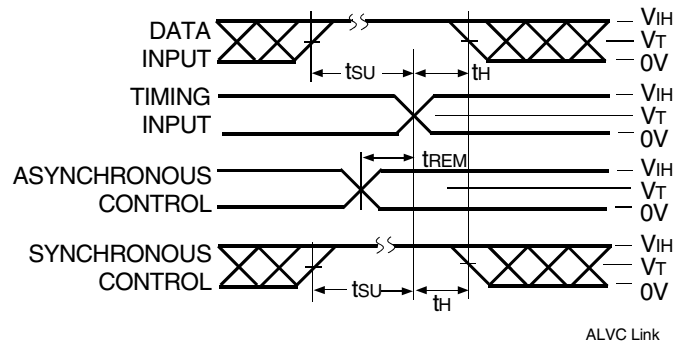 DATA
INPUT
tSU
tH
VIH
VT
0V
TIMING
INPUT
VIH
VT
0V
tREM
ASYNCHRONOUS
CONTROL
VIH
VT
0V
SYNCHRONOUS
CONTROL
tSU
tH
VIH
VT
0V
ALVC Link